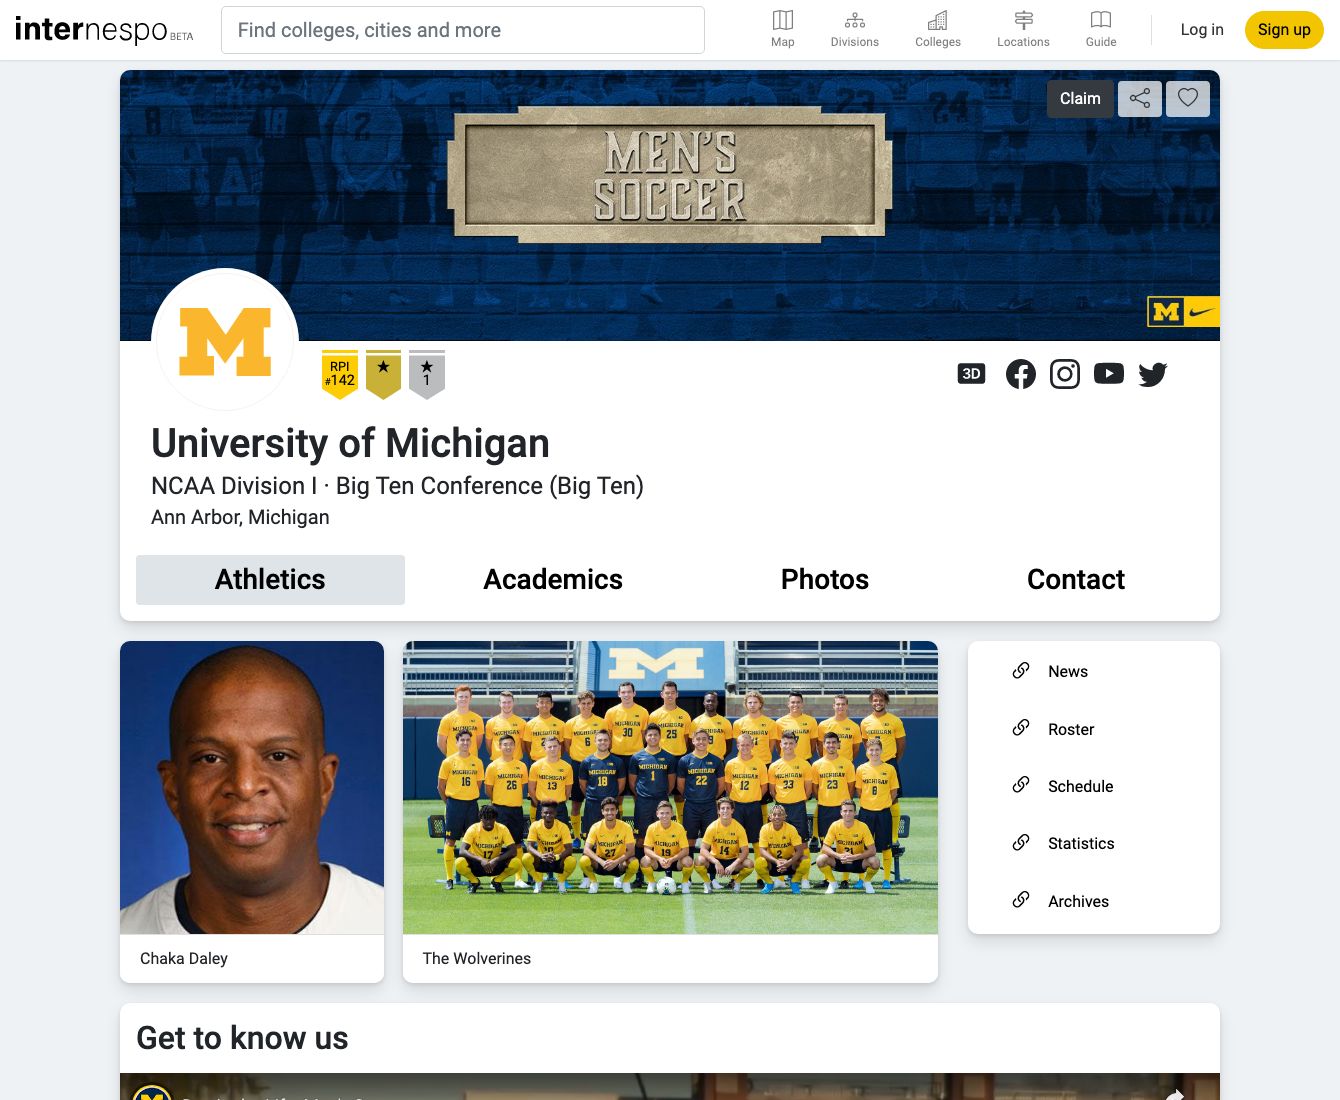 internespo BETA
Find colleges, cities and more
Map
Divisions
Colleges
Locations
Guide
Log in
Sign up
Claim
MEN'S
SOCCER
M
M
RPI
#142
1
3D
University of Michigan
NCAA Division I · Big Ten Conference (Big Ten)
Ann Arbor, Michigan
Athletics
Academics
Photos
Contact
News
Roster
Schedule
Statistics
Archives
Chaka Daley
The Wolverines
Get to know us